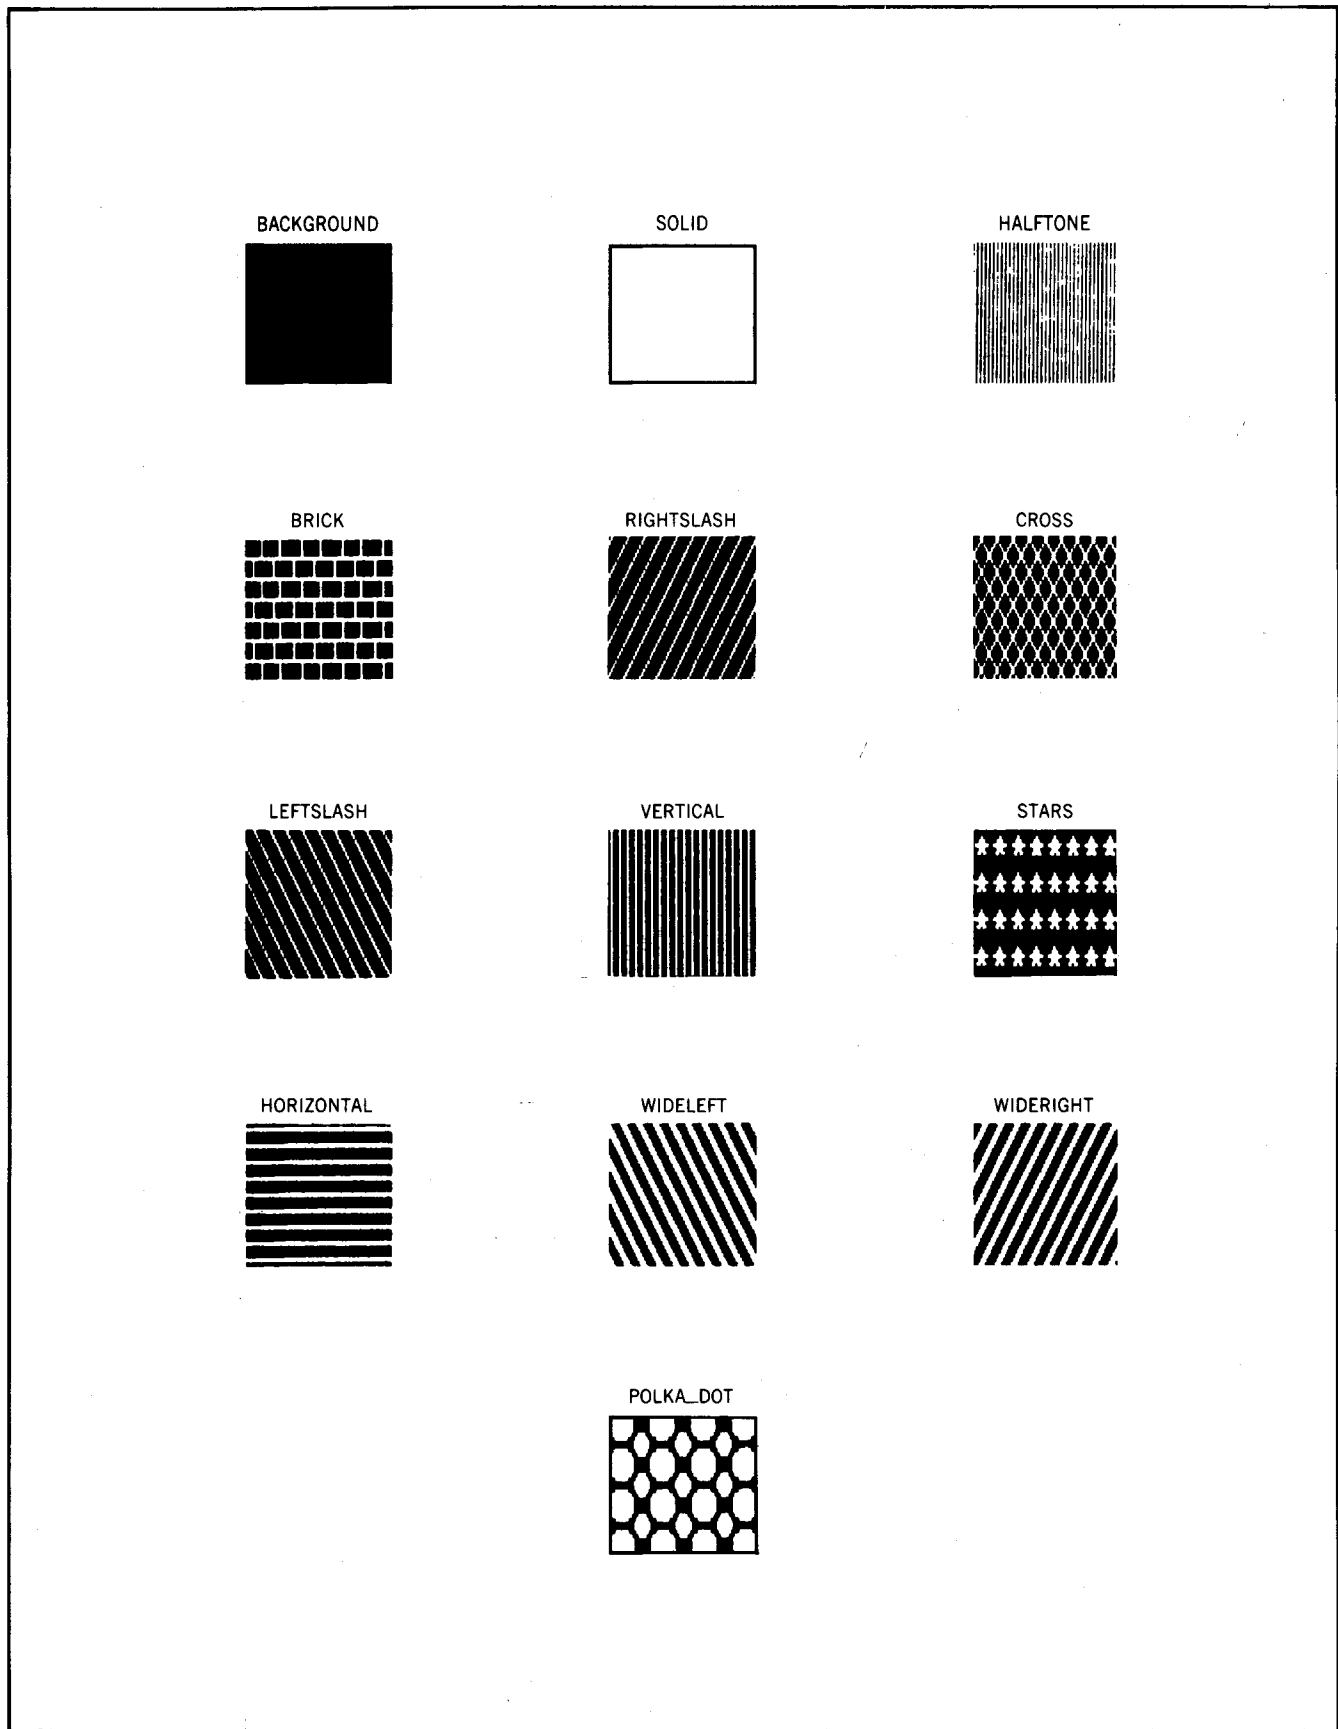 BACKGROUND SOLID HALFTONE
BRICK RIGHTSLASH CROSS
LEFTSLASH VERTICAL STARS
HORIZONTAL WIDELEFT WIDERIGHT
POLKA_DOT